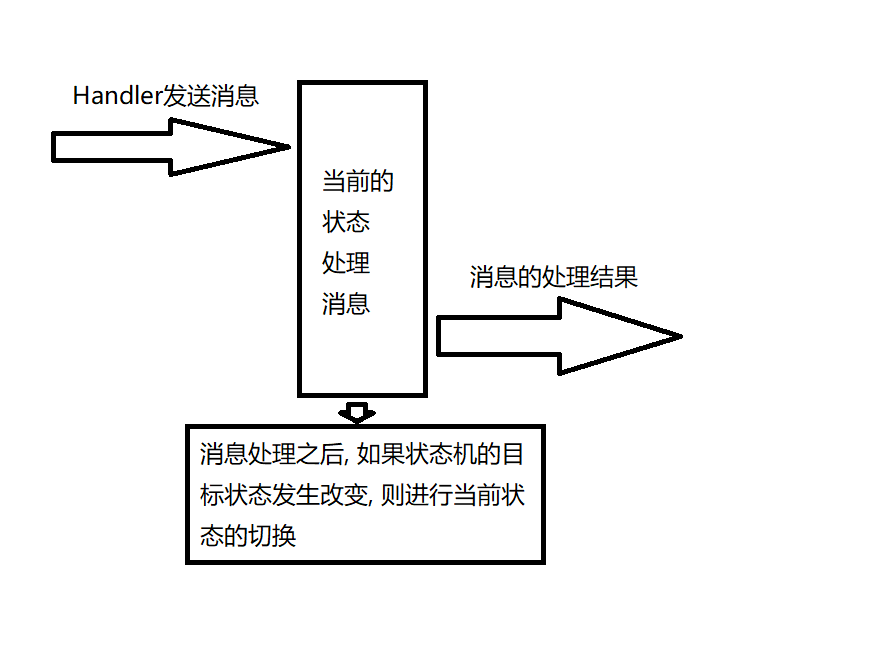 Handler发送消息
当前的
状态
处理
消息
消息的处理结果
消息处理之后, 如果状态机的目
标状态发生改变, 则进行当前状
态的切换